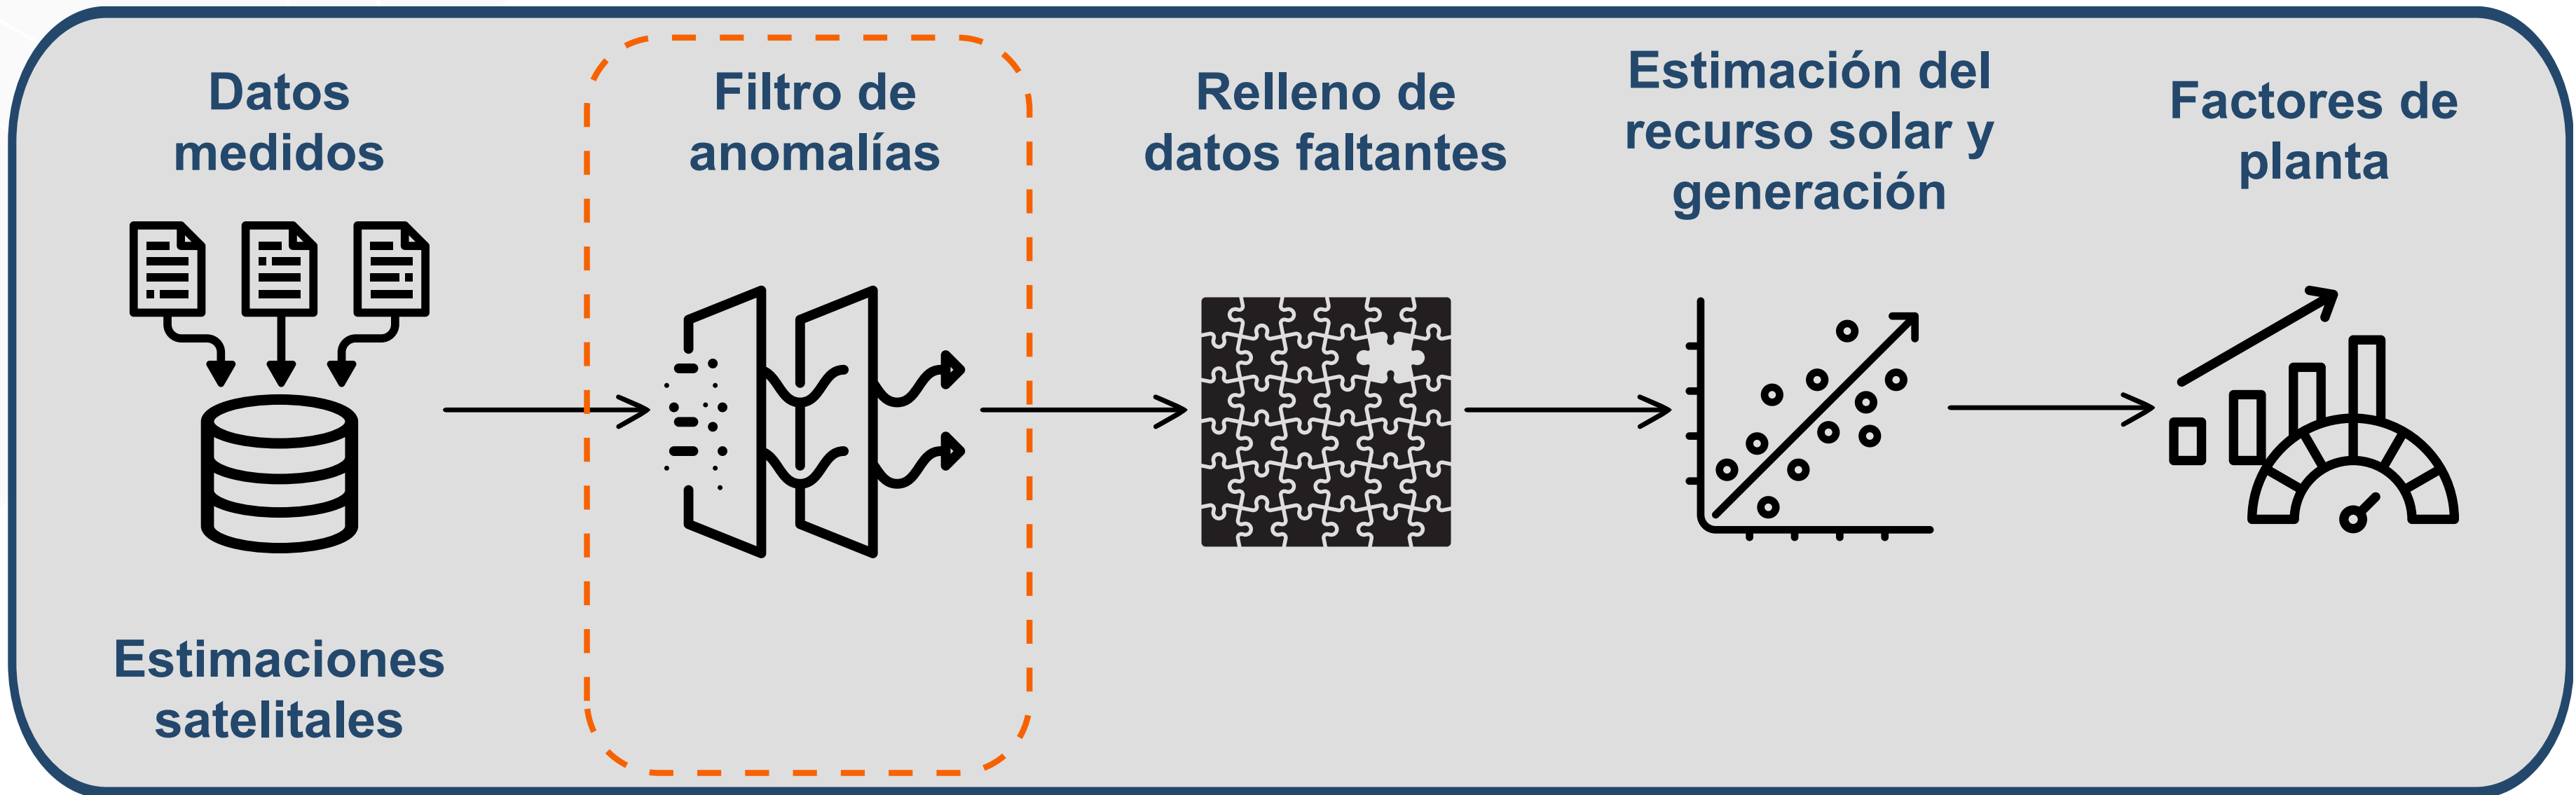 Datos
medidos
Estimaciones
satelitales
Filtro de
anomalías
Relleno de
datos faltantes
Estimación del
recurso solar y
generación
Factores de
planta